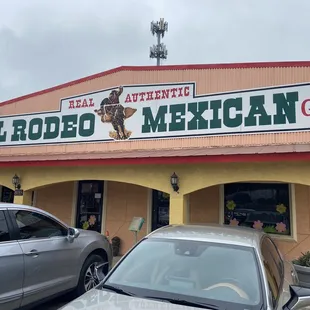 REAL AUTHENTIC
L RODEO MEXICAN G